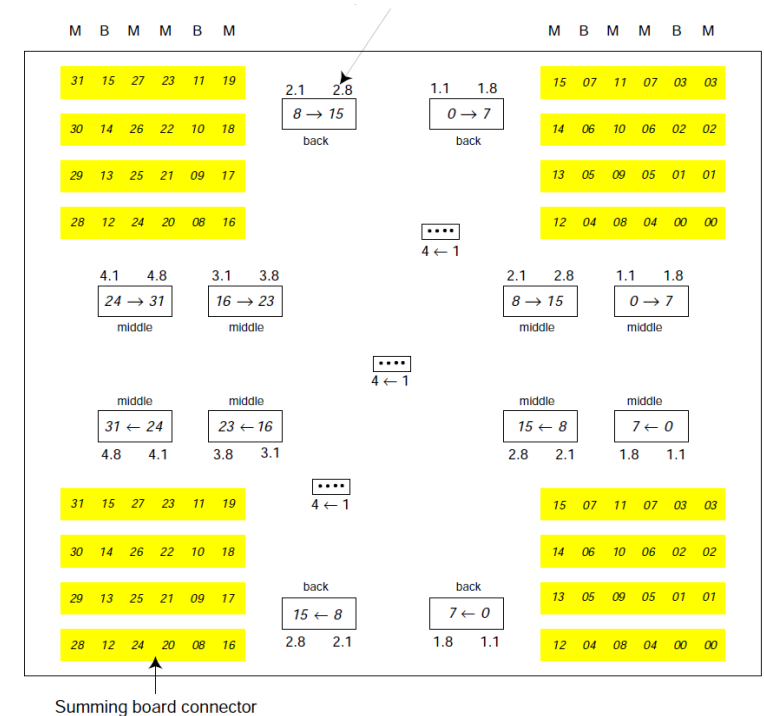 M B M M B M M B M M B M
31 15 27 23 11 19 2.1 2.8 1.1 1.8 15 07 11 07 03 03
8 → 15 0 → 7
back back
30 14 26 22 10 18 14 06 10 06 02 02
29 13 25 21 09 17 13 05 09 05 01 01
28 12 24 20 08 16 12 04 08 04 00 00
4 ← 1
4.1 4.8 3.1 3.8 2.1 2.8 1.1 1.8
24 → 31 16 → 23 8 → 15 0 → 7
middle middle middle middle
4 ← 1
middle middle middle middle
31 ← 24 23 ← 16 15 ← 8 7 ← 0
4.8 4.1 3.8 3.1 2.8 2.1 1.8 1.1
4 ← 1
31 15 27 23 11 19 15 07 11 07 03 03
30 14 26 22 10 18 14 06 10 06 02 02
back back
29 13 25 21 09 17 13 05 09 05 01 01
15 ← 8 7 ← 0
28 12 24 20 08 16 2.8 2.1 1.8 1.1 12 04 08 04 00 00
Summing board connector